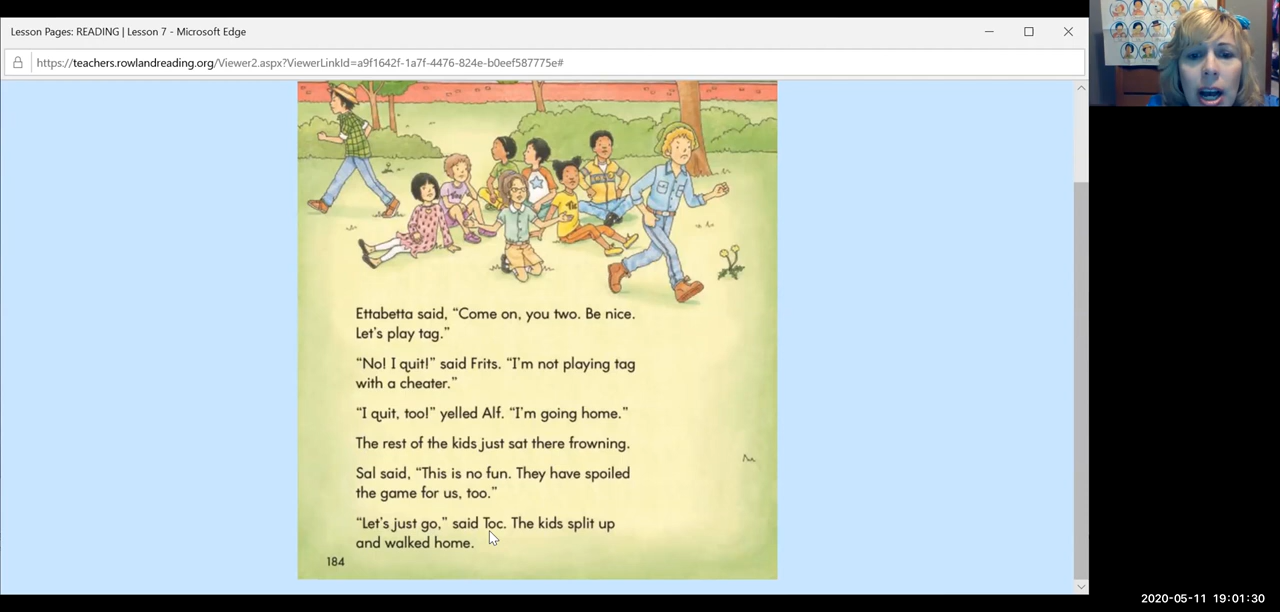 Lesson Pages: READING | Lesson 7 - Microsoft Edge
https://teachers.rowlandreading.org/Viewer2.aspx?ViewerLinkId=a9f1642f-1a7f-4476-824e-b0eef587775e#
Ettabetta said, “Come on, you two. Be nice.
Let’s play tag.”
“No! I quit!” said Frits. “I’m not playing tag
with a cheater.”
“I quit, too!” yelled Alf. “I’m going home.”
The rest of the kids just sat there frowning.
Sal said, “This is no fun. They have spoiled
the game for us, too.”
“Let’s just go,” said Toc. The kids split up
and walked home.
184
2020-05-11 19:01:30